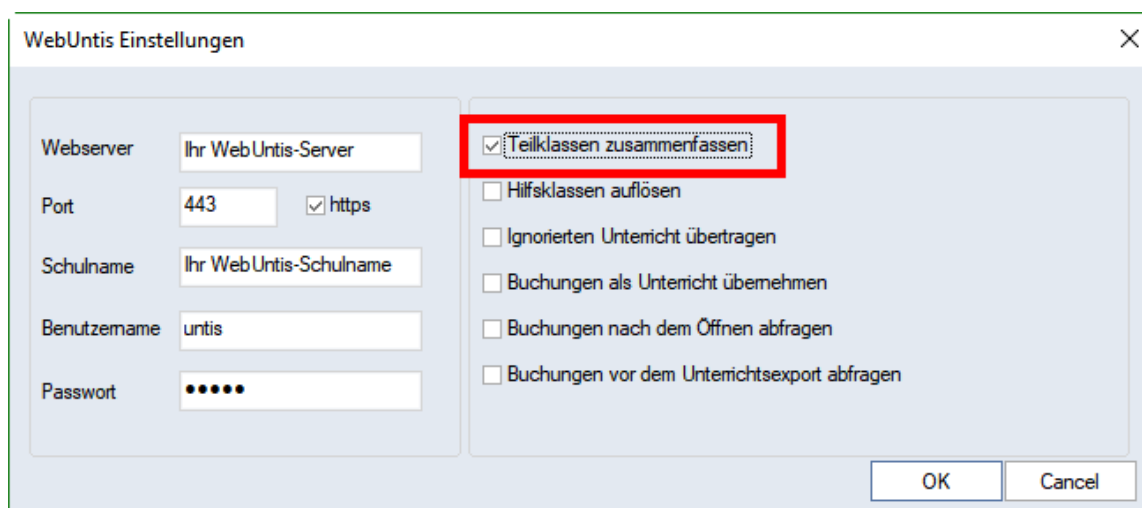 WebUntis Einstellungen
Webserver
Ihr WebUntis-Server
Port
443
https
Schulname
Ihr WebUntis-Schulname
Benutzername
untis
Passwort
●●●●●
Teilklassen zusammenfassen
Hilfsklassen auflösen
Ignorierten Unterricht übertragen
Buchungen als Unterricht übernehmen
Buchungen nach dem Öffnen abfragen
Buchungen vor dem Unterrichtsexport abfragen
OK
Cancel